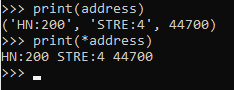 >>> print(address)
('HN:200', 'STRE:4', 44700)
>>> print(*address)
HN:200 STRE:4 44700
>>> _